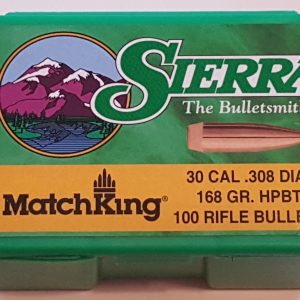 SIERRA
The Bulletsmith
MatchKing®
30 CAL .308 DIA
168 GR. HPBT
100 RIFLE BULLE